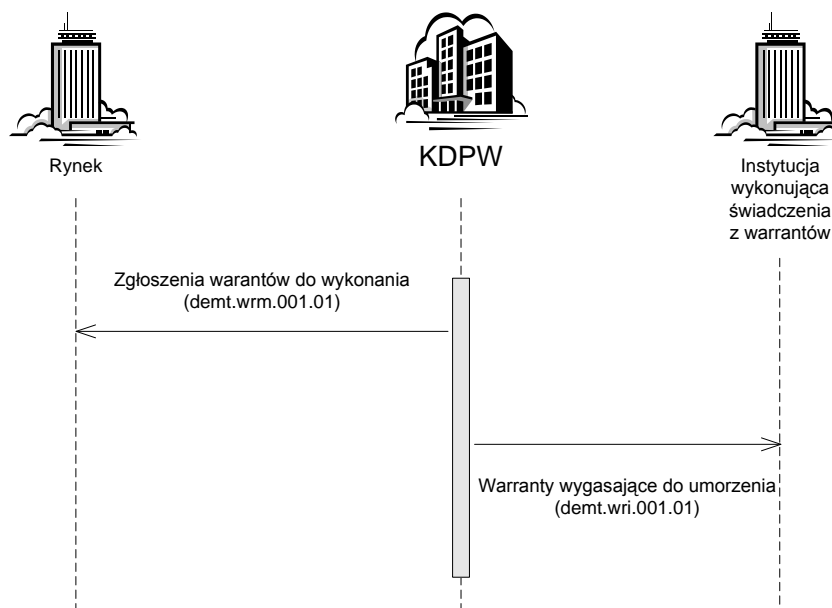 Rynek
KDPW
Instytucja
wykonująca
świadczenia
z warrantów
Zgłoszenia warantów do wykonania
(demt.wrm.001.01)
Warranty wygasające do umorzenia
(demt.wri.001.01)